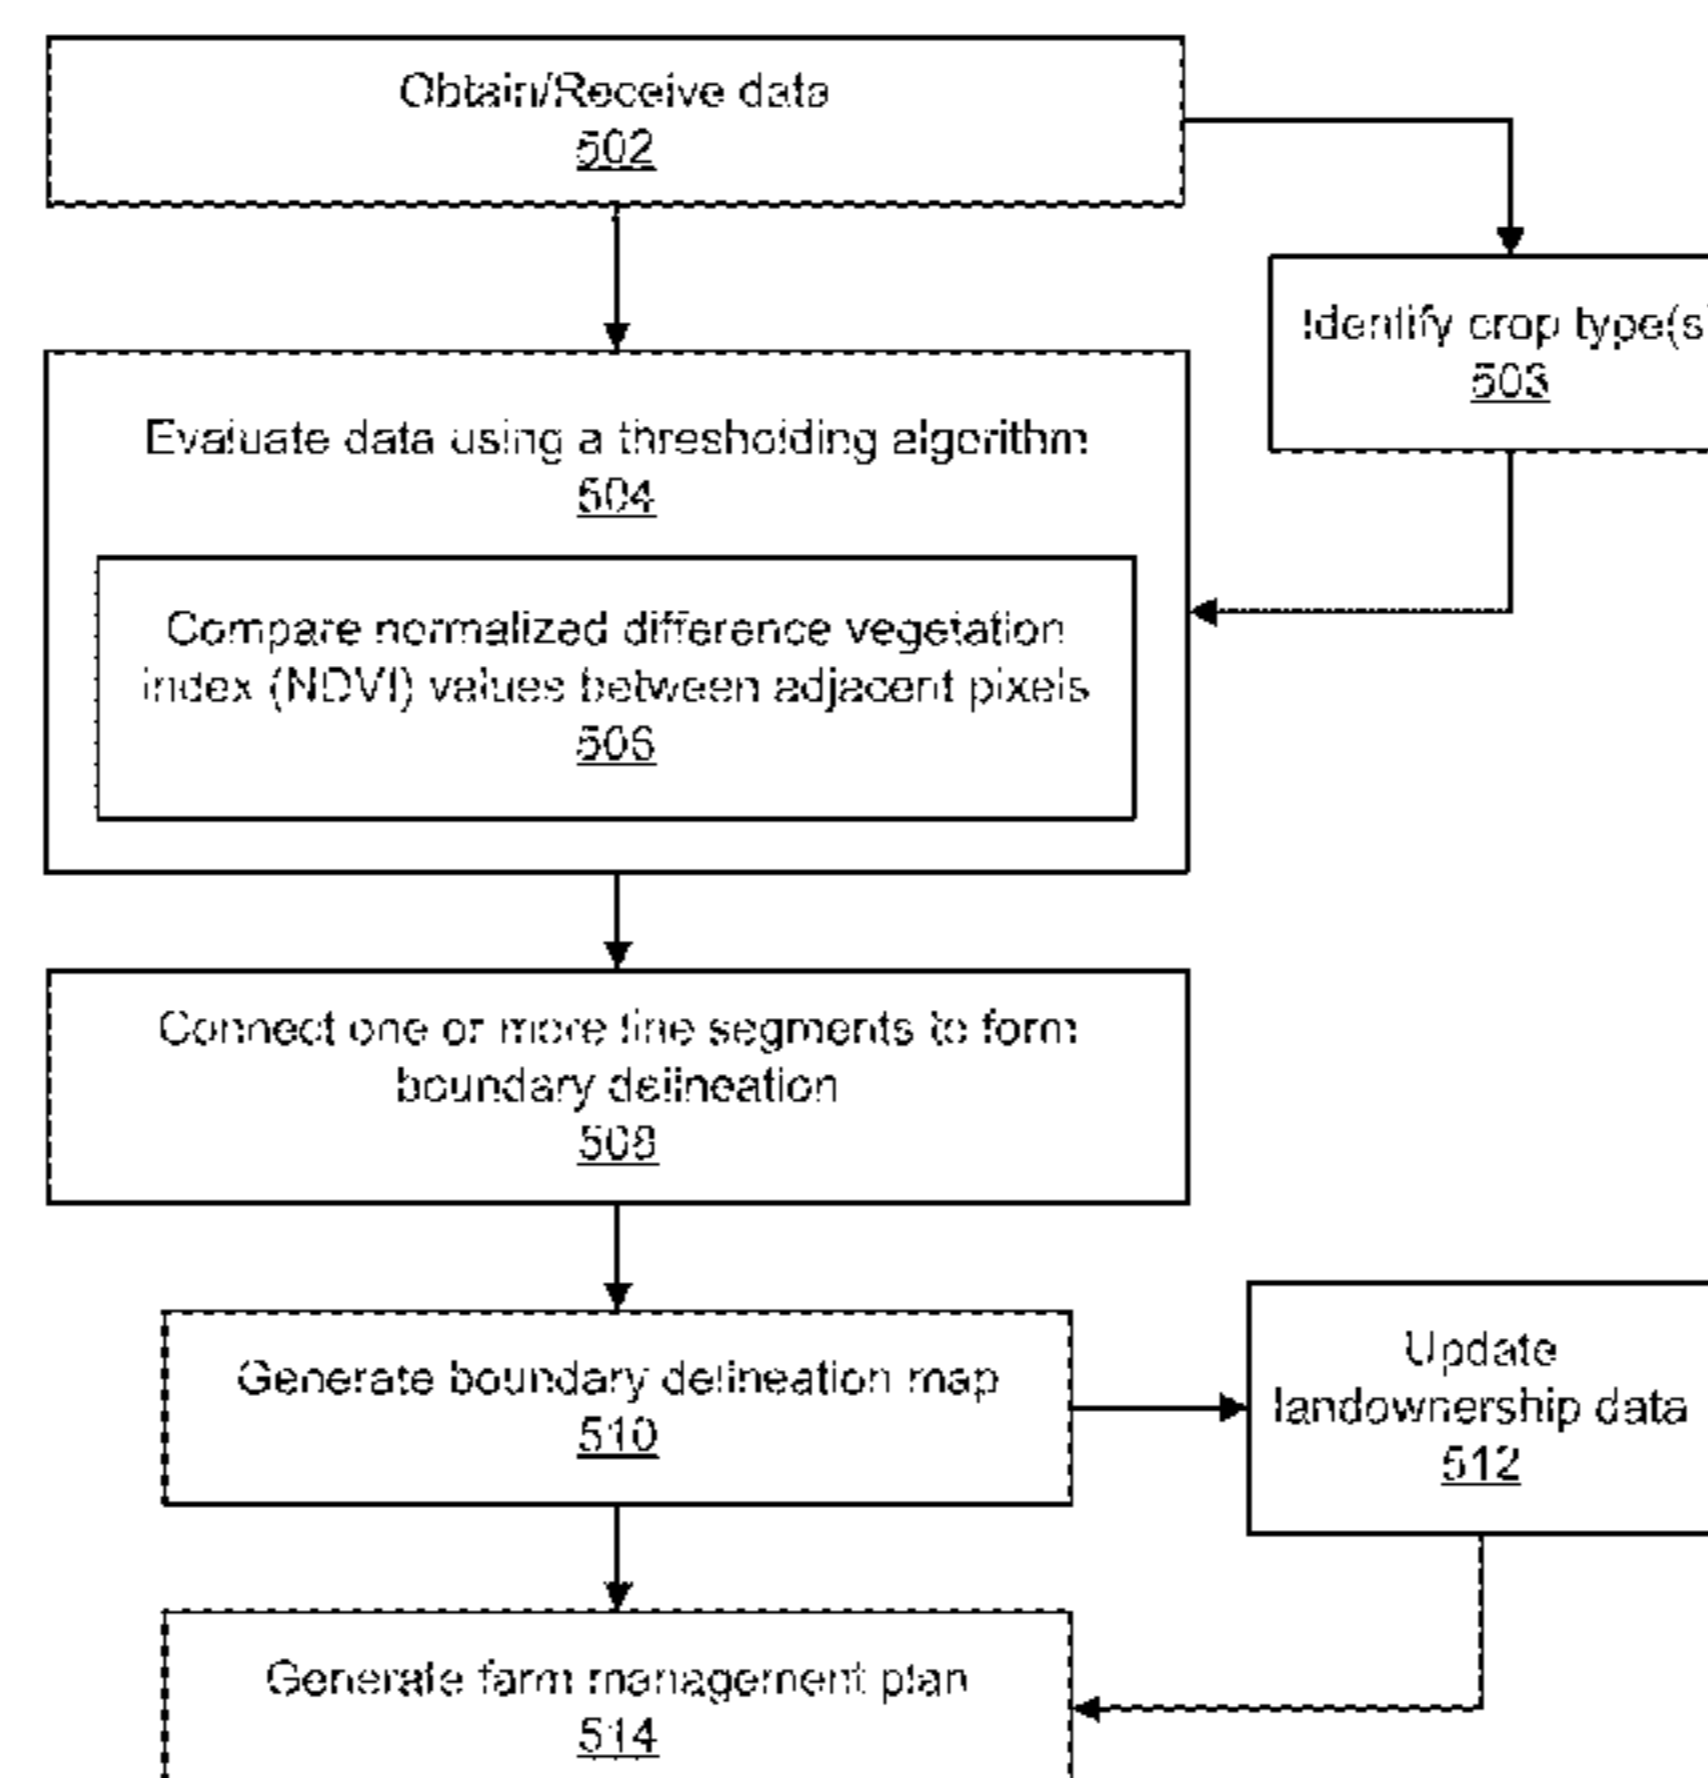 Obtain/Receive data
502
Identify crop type(s)
503
Evaluate data using a thresholding algorithm
504
Compare normalized difference vegetation
index (NDVI) values between adjacent pixels
506
Connect one or more line segments to form
boundary delineation
508
Generate boundary delineation map
510
Update
landownership data
512
Generate farm management plan
514